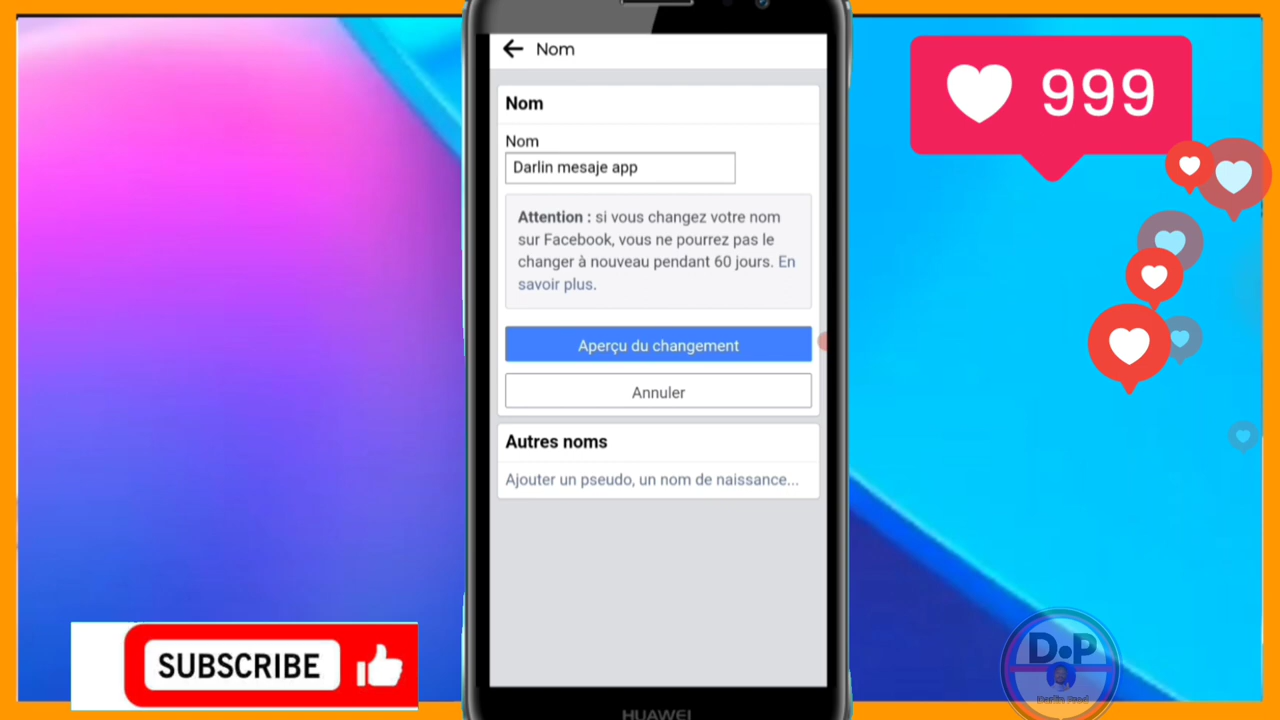 Nom
Nom
Nom
Darlin mesaje app
Attention : si vous changez votre nom
sur Facebook, vous ne pourrez pas le
changer à nouveau pendant 60 jours. En
savoir plus.
Aperçu du changement
Annuler
Autres noms
Ajouter un pseudo, un nom de naissance...
HUAWEI
999
SUBSCRIBE
D.P
Darlin Prod